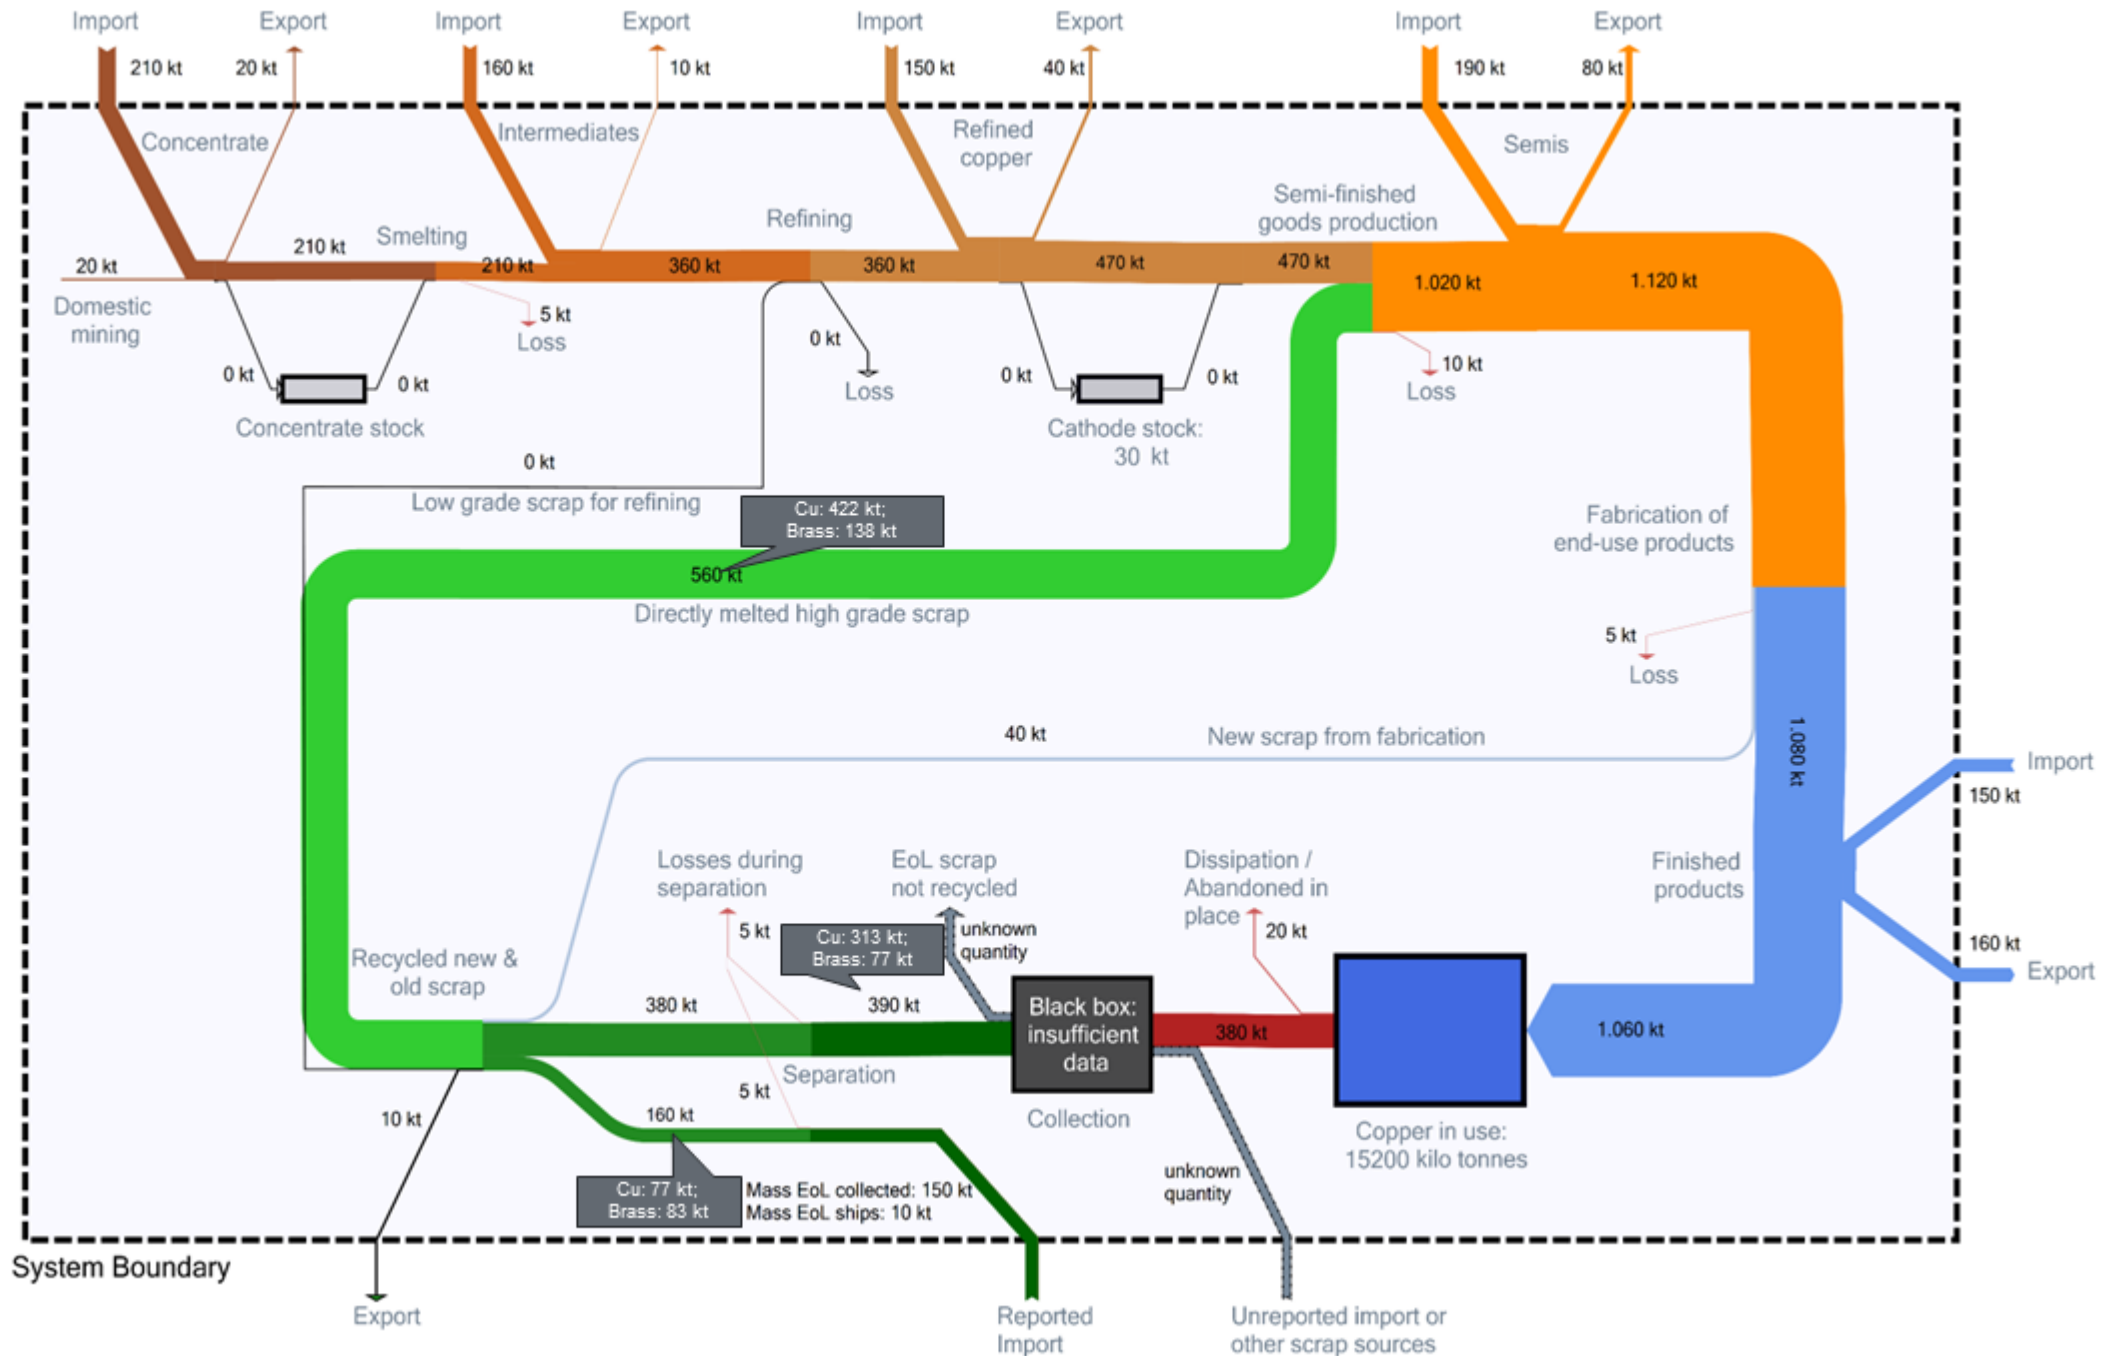 Import
Export
Import
Export
Import
Export
Import
Export
210 kt
20 kt
160 kt
10 kt
150 kt
40 kt
190 kt
80 kt
Concentrate
Intermediates
Refined
copper
Semis
Semi-finished
goods production
Refining
Smelting
210 kt
20 kt
210 kt
360 kt
360 kt
470 kt
470 kt
1.020 kt
1.120 kt
Domestic
mining
5 kt
Loss
0 kt
Loss
10 kt
Loss
0 kt
0 kt
Concentrate stock
0 kt
0 kt
Cathode stock:
30 kt
0 kt
Low grade scrap for refining
Cu: 422 kt;
Brass: 138 kt
560 kt
Directly melted high grade scrap
Fabrication of
end-use products
5 kt
Loss
40 kt
New scrap from fabrication
1.080 kt
Import
150 kt
160 kt
Export
Finished
products
Losses during
separation
5 kt
EoL scrap
not recycled
unknown
quantity
Dissipation /
Abandoned in
place
20 kt
Cu: 313 kt;
Brass: 77 kt
Recycled new &
old scrap
380 kt
390 kt
Black box:
insufficient
data
380 kt
1.060 kt
Separation
5 kt
Collection
10 kt
160 kt
Copper in use:
15200 kilo tonnes
Cu: 77 kt;
Brass: 83 kt
Mass EoL collected: 150 kt
Mass EoL ships: 10 kt
unknown
quantity
System Boundary
Export
Reported
Import
Unreported import or
other scrap sources